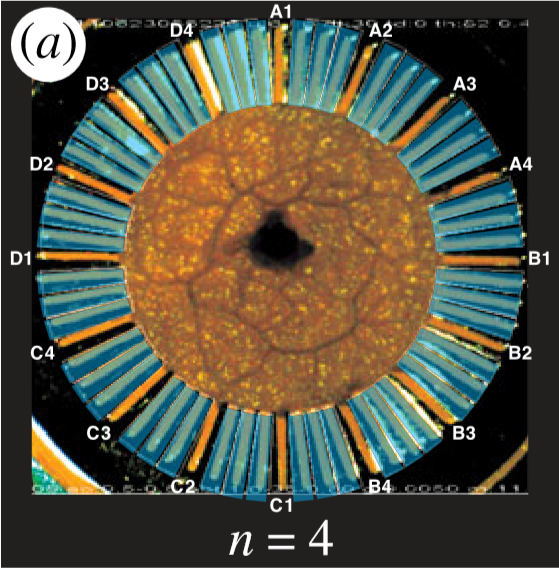 (a)
A1
D4 A2
D3 A3
D2 A4
D1 B1
C4 B2
C3 B3
C2 B4
C1
n = 4